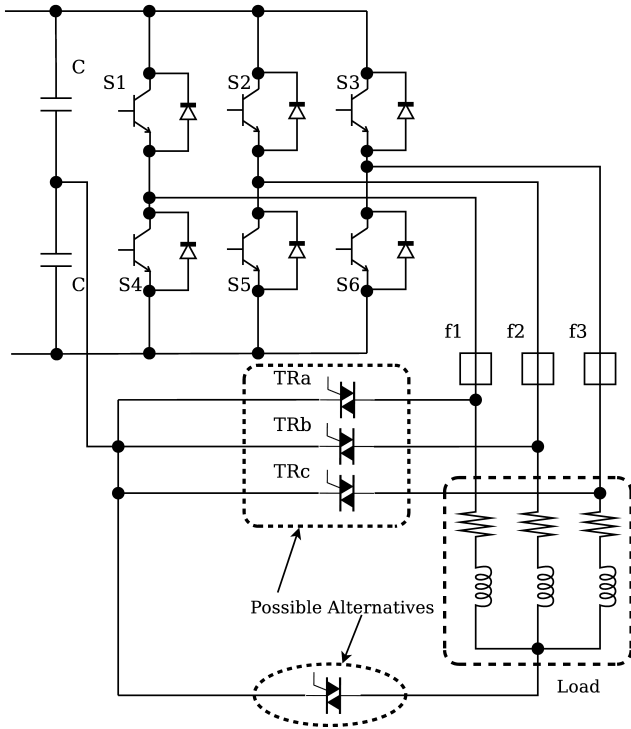 C
S1
S2
S3
C
S4
S5
S6
f1
f2
f3
TRa
TRb
TRc
Possible Alternatives
Load